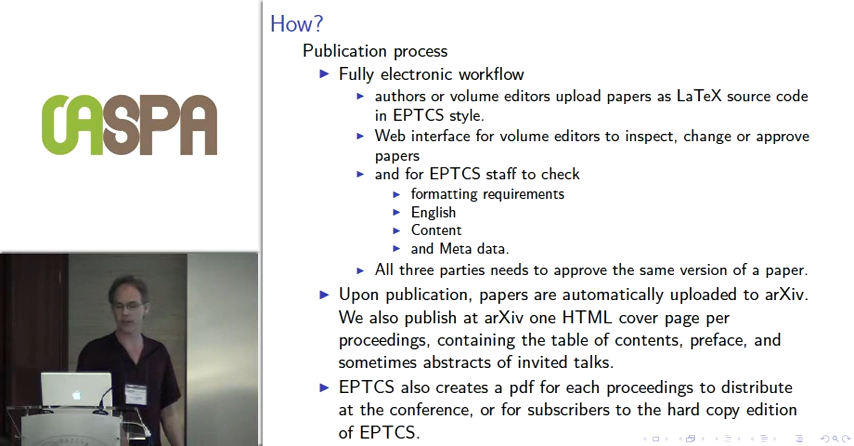 OASPA
How?
Publication process
Fully electronic workflow
authors or volume editors upload papers as LaTeX source code
in EPTCS style.
Web interface for volume editors to inspect, change or approve
papers
and for EPTCS staff to check
formatting requirements
English
Content
and Meta data.
All three parties needs to approve the same version of a paper.
Upon publication, papers are automatically uploaded to arXiv.
We also publish at arXiv one HTML cover page per
proceedings, containing the table of contents, preface, and
sometimes abstracts of invited talks.
EPTCS also creates a pdf for each proceedings to distribute
at the conference, or for subscribers to the hard copy edition
of EPTCS.